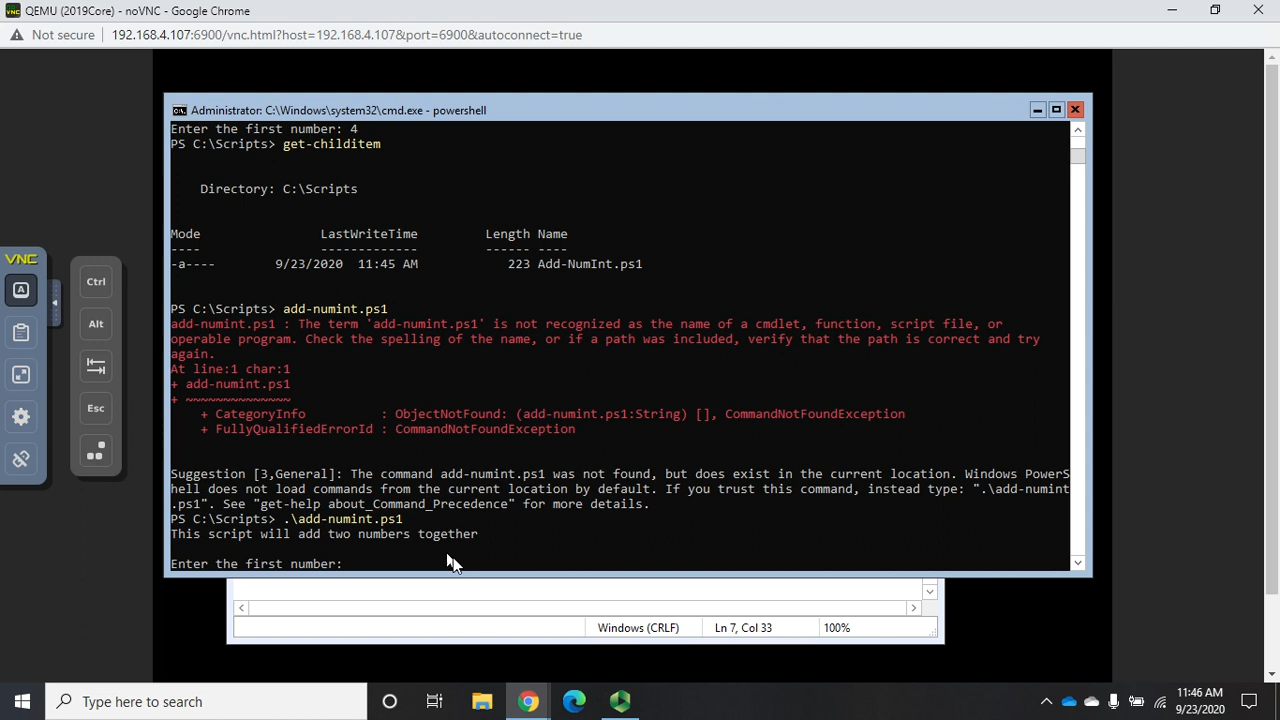 QEMU (2019Core) - noVNC - Google Chrome
Not secure
192.168.4.107:6900/vnc.html?host=192.168.4.107&port=6900&autoconnect=true
Administrator: C:\Windows\system32\cmd.exe - powershell
Enter the first number: 4
PS C:\Scripts> get-childitem
Directory: C:\Scripts
Mode LastWriteTime Length Name
---- ------------- ------ ----
-a---- 9/23/2020 11:45 AM 223 Add-NumInt.ps1
PS C:\Scripts> add-numint.ps1
add-numint.ps1 : The term 'add-numint.ps1' is not recognized as the name of a cmdlet, function, script file, or
operable program. Check the spelling of the name, or if a path was included, verify that the path is correct and try
again.
At line:1 char:1
+ add-numint.ps1
+ ~~~~~~~~~~~~~~
+ CategoryInfo : ObjectNotFound: (add-numint.ps1:String) [], CommandNotFoundException
+ FullyQualifiedErrorId : CommandNotFoundException
Suggestion [3,General]: The command add-numint.ps1 was not found, but does exist in the current location. Windows PowerS
hell does not load commands from the current location by default. If you trust this command, instead type: ".\add-numint
.ps1". See "get-help about_Command_Precedence" for more details.
PS C:\Scripts> .\add-numint.ps1
This script will add two numbers together
Enter the first number:
VNC
A
Ctrl
Alt
Esc
Windows (CRLF)
Ln 7, Col 33
100%
Type here to search
11:46 AM
9/23/2020